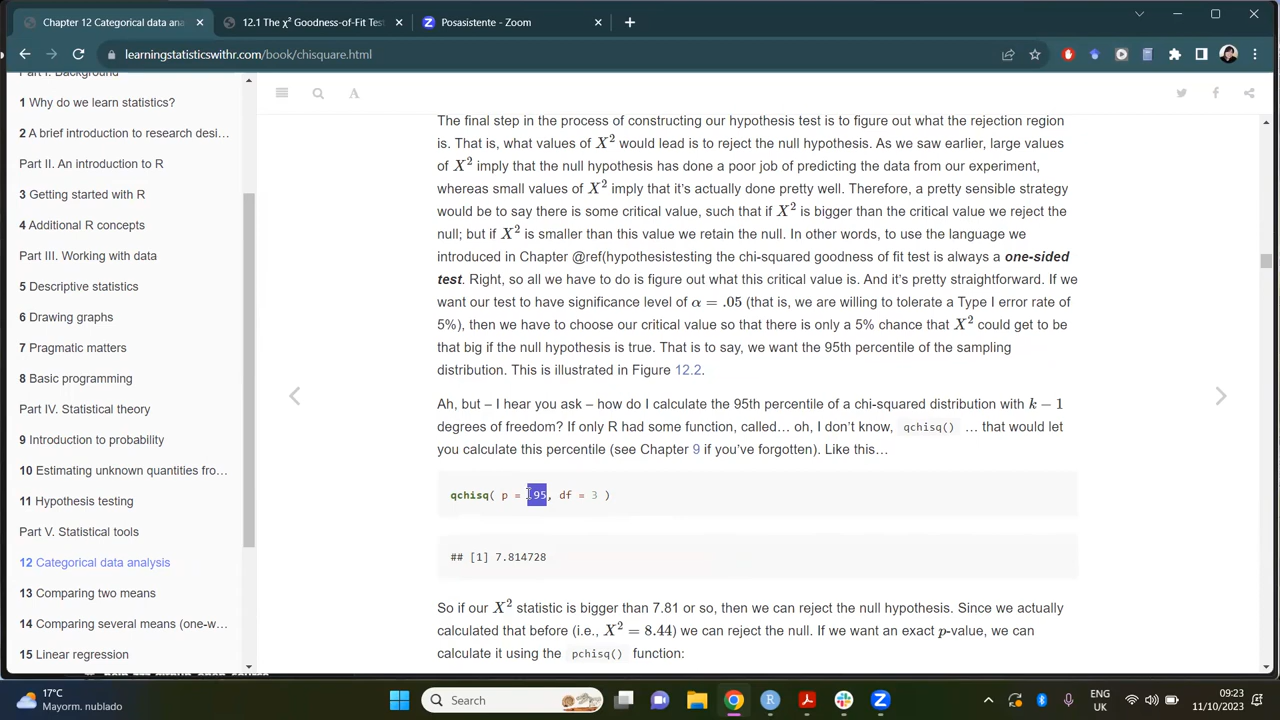 Chapter 12 Categorical data anal
12.1 The χ² Goodness-of-Fit Test
Posasistente - Zoom
learningstatisticswithr.com/book/chisquare.html
Part I. Background
1 Why do we learn statistics?
2 A brief introduction to research desi…
Part II. An introduction to R
3 Getting started with R
4 Additional R concepts
Part III. Working with data
5 Descriptive statistics
6 Drawing graphs
7 Pragmatic matters
8 Basic programming
Part IV. Statistical theory
9 Introduction to probability
10 Estimating unknown quantities fro…
11 Hypothesis testing
Part V. Statistical tools
12 Categorical data analysis
13 Comparing two means
14 Comparing several means (one-w…
15 Linear regression
The final step in the process of constructing our hypothesis test is to figure out what the rejection region
is. That is, what values of X² would lead is to reject the null hypothesis. As we saw earlier, large values
of X² imply that the null hypothesis has done a poor job of predicting the data from our experiment,
whereas small values of X² imply that it's actually done pretty well. Therefore, a pretty sensible strategy
would be to say there is some critical value, such that if X² is bigger than the critical value we reject the
null; but if X² is smaller than this value we retain the null. In other words, to use the language we
introduced in Chapter @ref(hypothesistesting the chi-squared goodness of fit test is always a one-sided
test. Right, so all we have to do is figure out what this critical value is. And it's pretty straightforward. If we
want our test to have significance level of α = .05 (that is, we are willing to tolerate a Type I error rate of
5%), then we have to choose our critical value so that there is only a 5% chance that X² could get to be
that big if the null hypothesis is true. That is to say, we want the 95th percentile of the sampling
distribution. This is illustrated in Figure 12.2.
Ah, but – I hear you ask – how do I calculate the 95th percentile of a chi-squared distribution with k − 1
degrees of freedom? If only R had some function, called… oh, I don't know, qchisq() … that would let
you calculate this percentile (see Chapter 9 if you've forgotten). Like this…
qchisq( p = .95, df = 3 )
## [1] 7.814728
So if our X² statistic is bigger than 7.81 or so, then we can reject the null hypothesis. Since we actually
calculated that before (i.e., X² = 8.44) we can reject the null. If we want an exact p-value, we can
calculate it using the pchisq() function:
17°C
Mayorm. nublado
Search
ENG
UK
09:23
11/10/2023